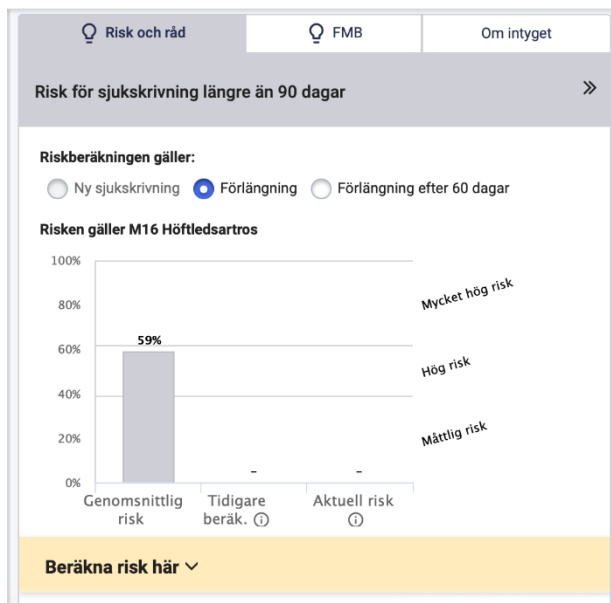 Risk och råd
FMB
Om intyget
Risk för sjukskrivning längre än 90 dagar
Riskberäkningen gäller:
Ny sjukskrivning
Förlängning
Förlängning efter 60 dagar
Risken gäller M16 Höftledsartros
100%
80%
60%
40%
20%
0%
59%
-
-
Mycket hög risk
Hög risk
Måttlig risk
Genomsnittlig
risk
Tidigare
beräk.
Aktuell risk
Beräkna risk här